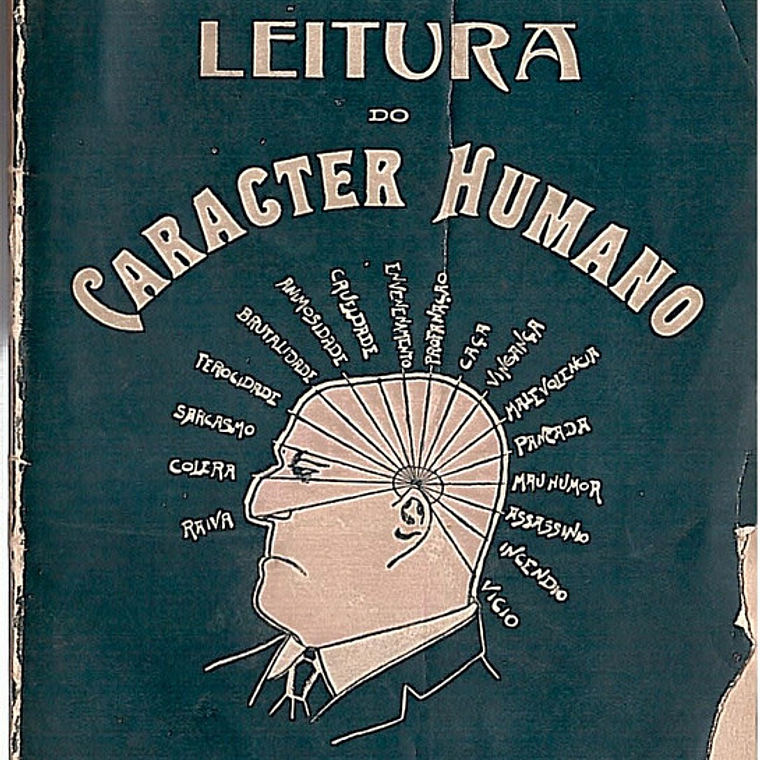 LEITURA
DO
CARACTER HUMANO
RAIVA
COLERA
SARCASMO
FEROCIDADE
BRUTALIDADE
ANIMOSIDADE
CRUELDADE
ENVENENAMENTO
PROFANAÇÃO
CAÇA
VINGANÇA
MALEVOLENCIA
PANCADA
MAU HUMOR
ASSASSINIO
INCENDIO
VICIO